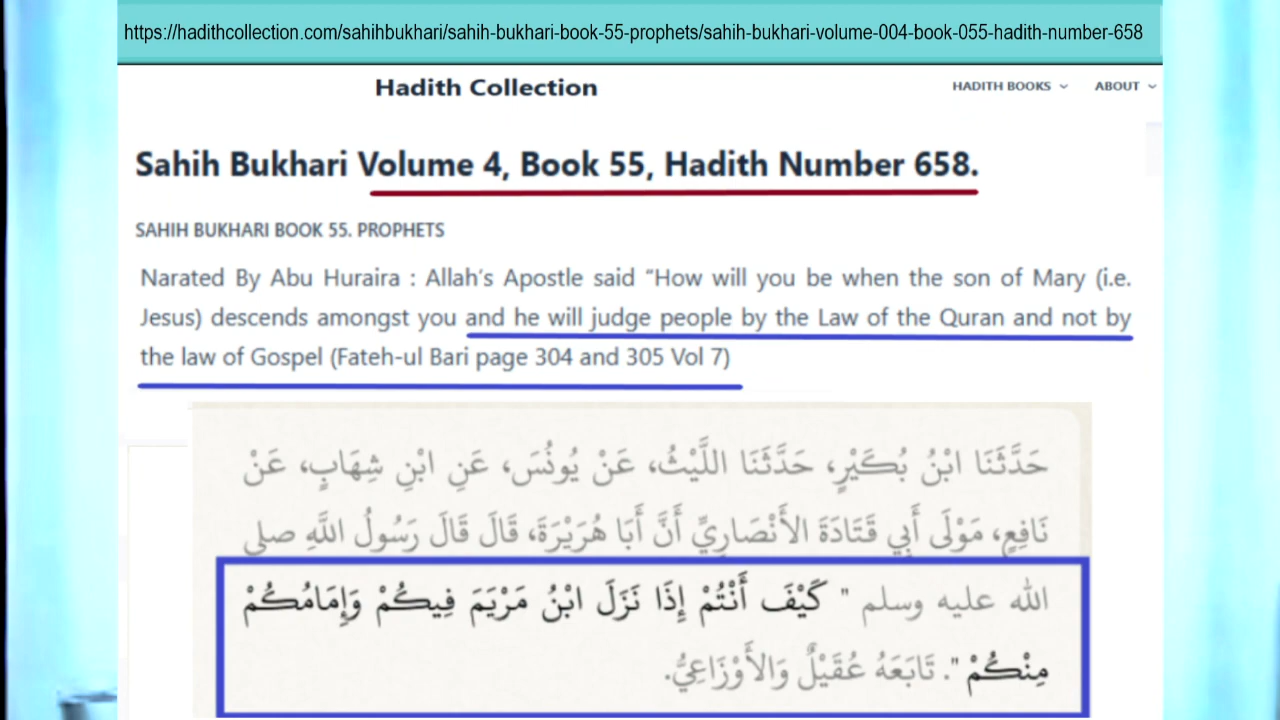 https://hadithcollection.com/sahihbukhari/sahih-bukhari-book-55-prophets/sahih-bukhari-volume-004-book-055-hadith-number-658
Hadith Collection
HADITH BOOKS
ABOUT
Sahih Bukhari Volume 4, Book 55, Hadith Number 658.
SAHIH BUKHARI BOOK 55. PROPHETS
Narated By Abu Huraira : Allah's Apostle said “How will you be when the son of Mary (i.e.
Jesus) descends amongst you and he will judge people by the Law of the Quran and not by
the law of Gospel (Fateh-ul Bari page 304 and 305 Vol 7)
حَدَّثَنَا ابْنُ بُكَيْرٍ، حَدَّثَنَا اللَّيْثُ، عَنْ يُونُسَ، عَنِ ابْنِ شِهَابٍ، عَنْ
نَافِعٍ، مَوْلَى أَبِي قَتَادَةَ الأَنْصَارِيِّ أَنَّ أَبَا هُرَيْرَةَ، قَالَ قَالَ رَسُولُ اللَّهِ صلى
الله عليه وسلم " كَيْفَ أَنْتُمْ إِذَا نَزَلَ ابْنُ مَرْيَمَ فِيكُمْ وَإِمَامُكُمْ
مِنْكُمْ ". تَابَعَهُ عُقَيْلٌ وَالأَوْزَاعِيُّ.